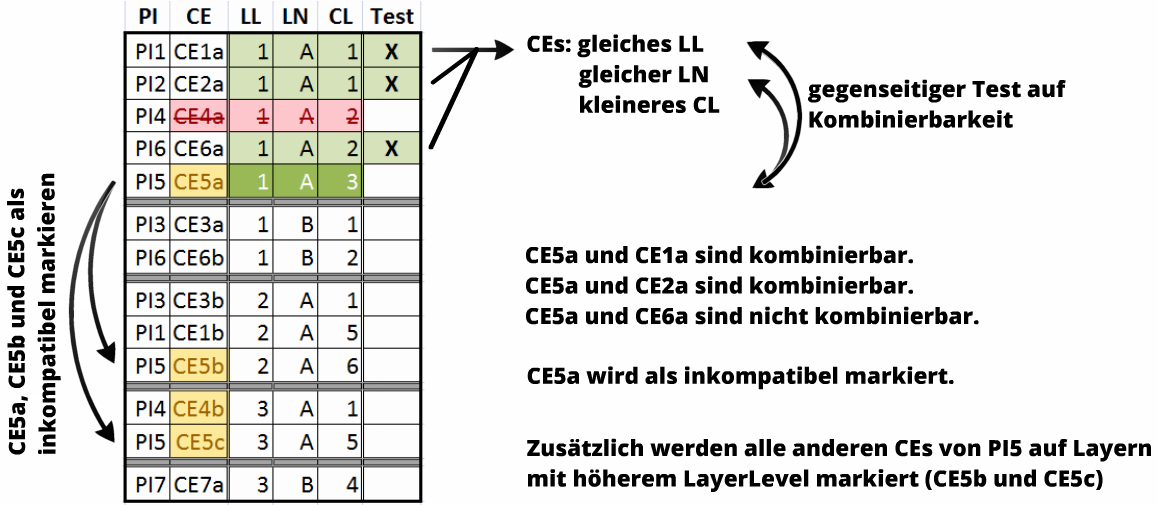 PI CE LL LN CL Test
PI1 CE1a 1 A 1 X
PI2 CE2a 1 A 1 X
PI4 CE4a 1 A 2
PI6 CE6a 1 A 2 X
PI5 CE5a 1 A 3
PI3 CE3a 1 B 1
PI6 CE6b 1 B 2
PI3 CE3b 2 A 1
PI1 CE1b 2 A 5
PI5 CE5b 2 A 6
PI4 CE4b 3 A 1
PI5 CE5c 3 A 5
PI7 CE7a 3 B 4
CE5a, CE5b und CE5c als
inkompatibel markieren
CEs: gleiches LL
gleicher LN
kleineres CL
gegenseitiger Test auf
Kombinierbarkeit
CE5a und CE1a sind kombinierbar.
CE5a und CE2a sind kombinierbar.
CE5a und CE6a sind nicht kombinierbar.
CE5a wird als inkompatibel markiert.
Zusätzlich werden alle anderen CEs von PI5 auf Layern
mit höherem LayerLevel markiert (CE5b und CE5c)